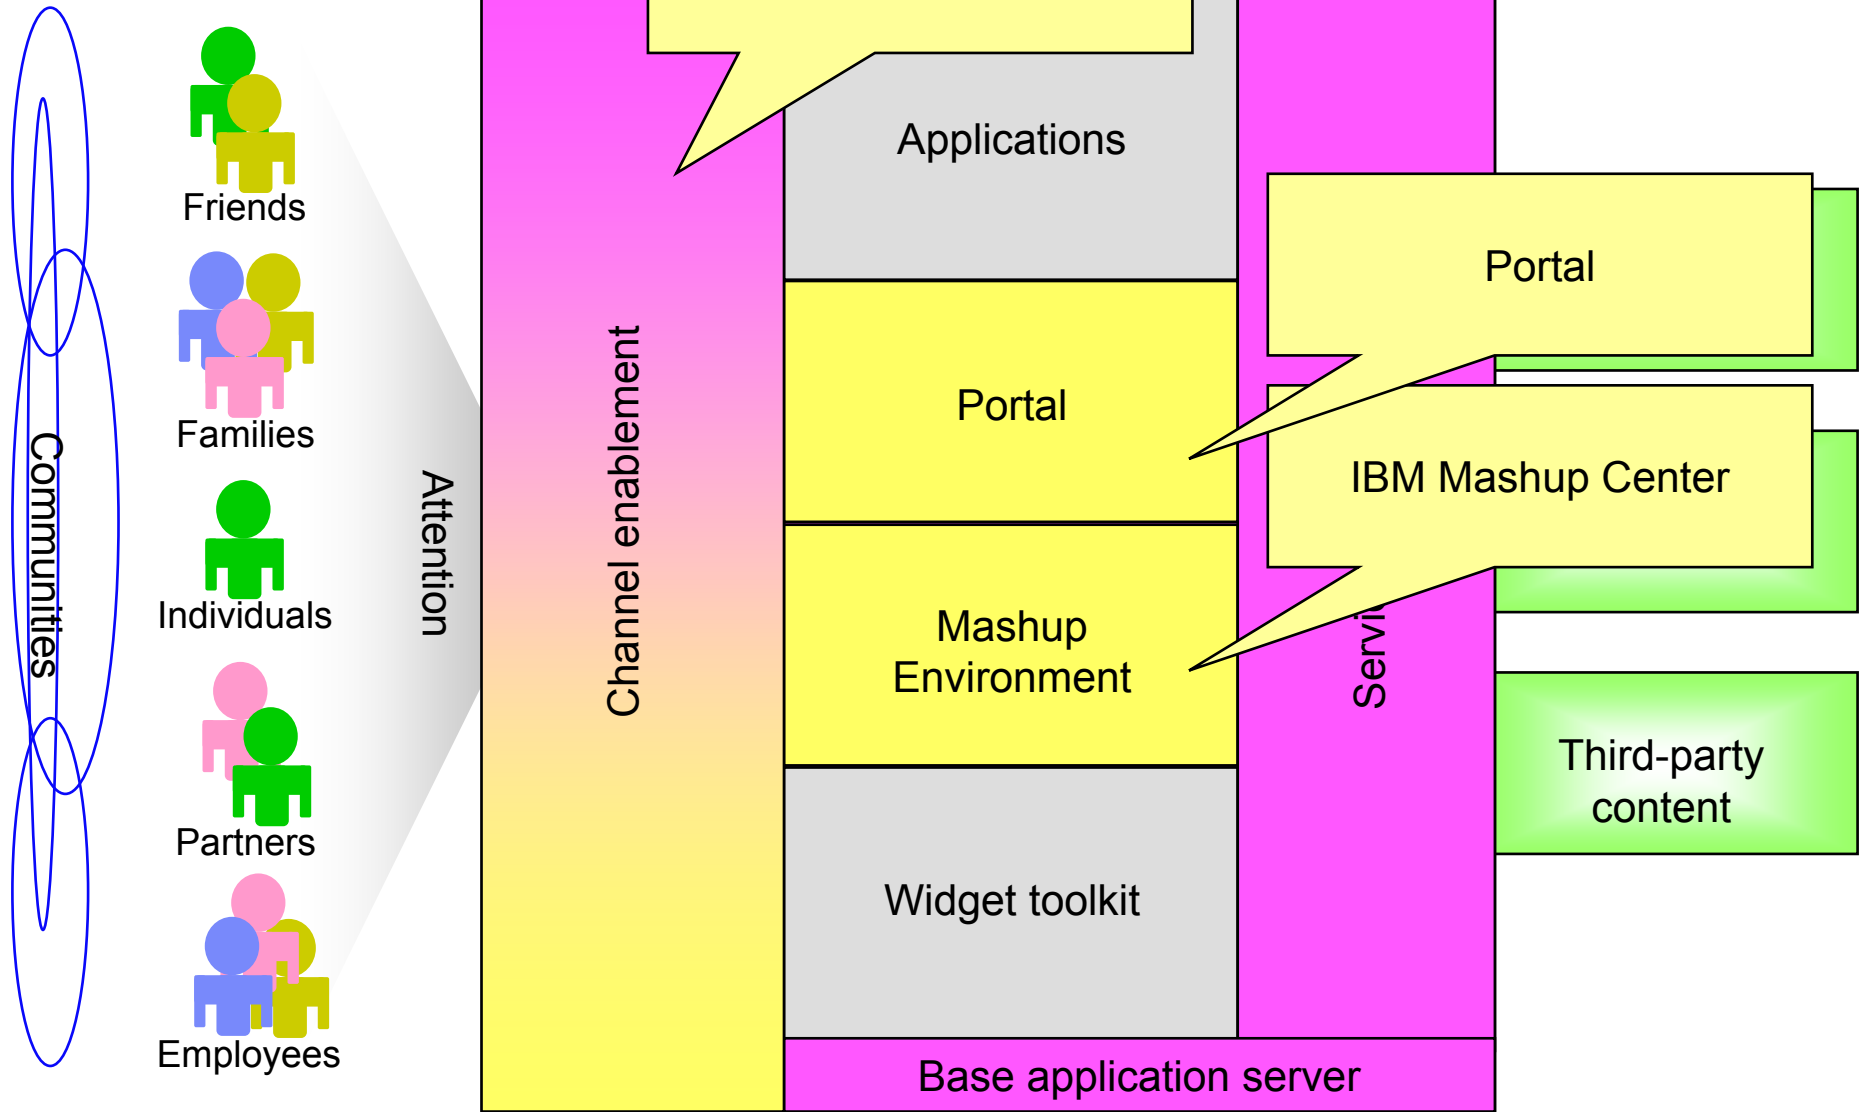 Communities
Friends
Families
Individuals
Partners
Employees
Attention
Channel enablement
Applications
Portal
Mashup
Environment
Widget toolkit
Base application server
Portal
IBM Mashup Center
Third-party
content